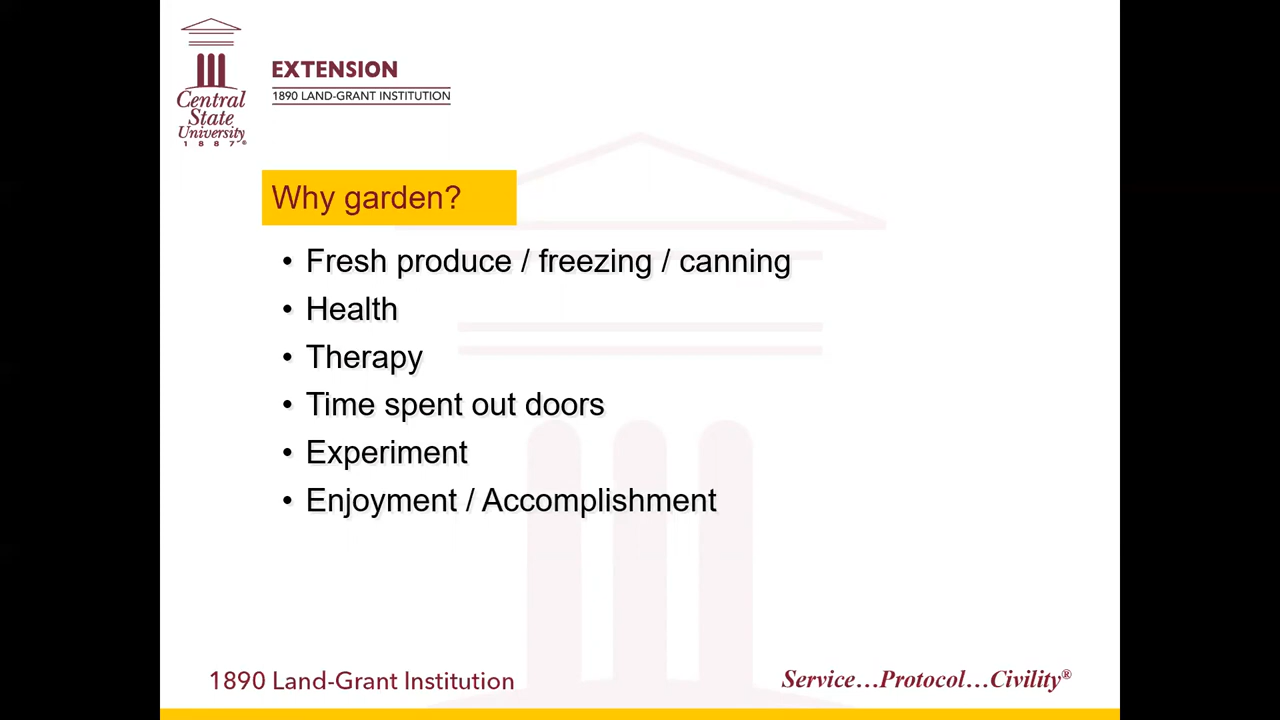 Central
State
University
1887®
EXTENSION
1890 LAND-GRANT INSTITUTION
Why garden?
• Fresh produce / freezing / canning
• Health
• Therapy
• Time spent out doors
• Experiment
• Enjoyment / Accomplishment
1890 Land-Grant Institution
Service…Protocol…Civility®